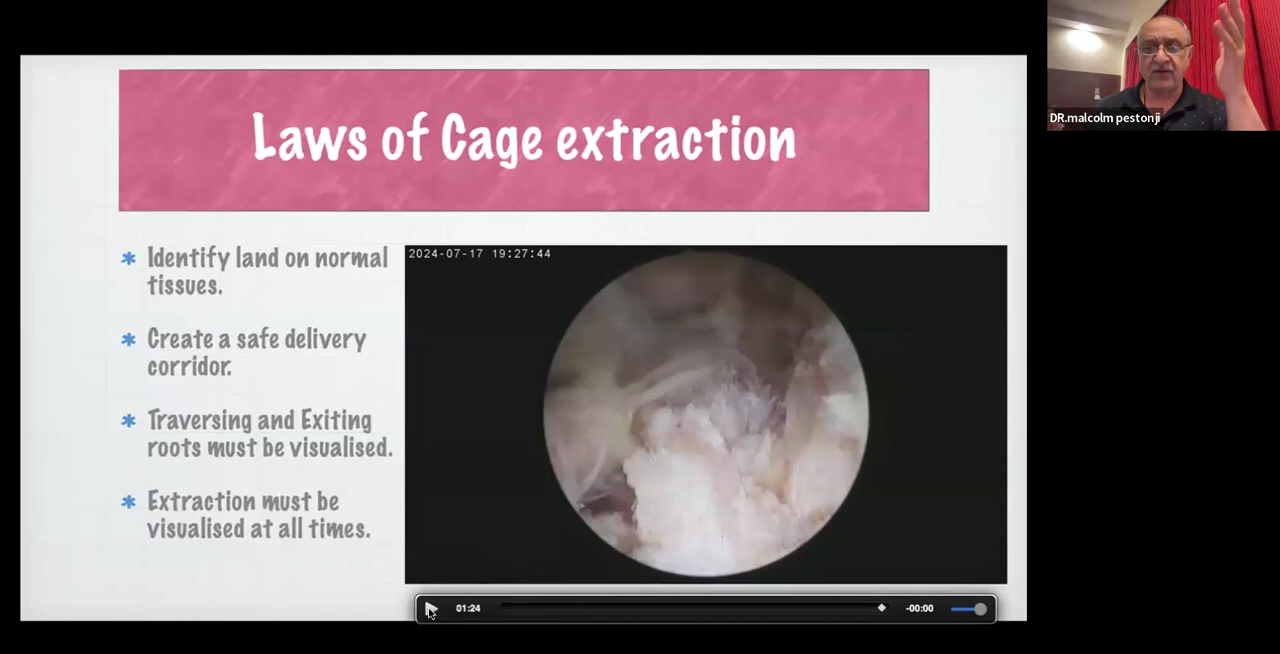 Laws of Cage extraction
DR.malcolm pestonji
2024-07-17 19:27:44
* Identify land on normal
tissues.
* Create a safe delivery
corridor.
* Traversing and Exiting
roots must be visualised.
* Extraction must be
visualised at all times.
01:24
-00:00